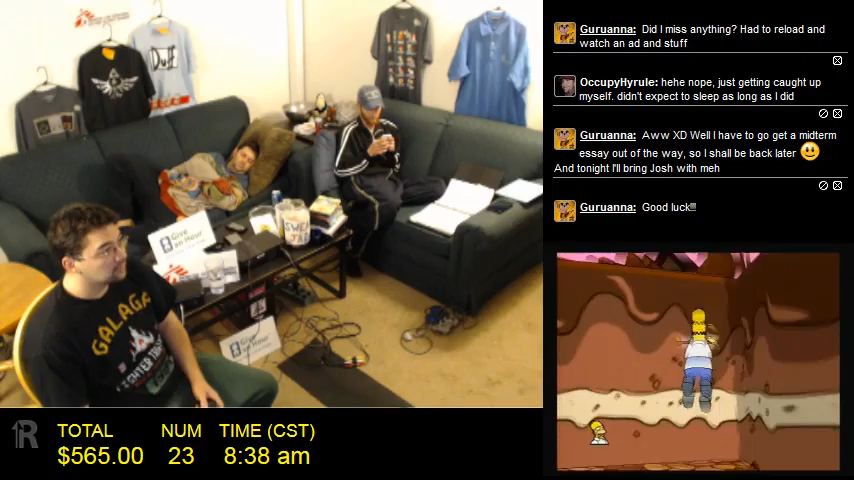 Guruanna: Did I miss anything? Had to reload and
watch an ad and stuff
OccupyHyrule: hehe nope, just getting caught up
myself. didn't expect to sleep as long as I did
Guruanna: Aww XD Well I have to go get a midterm
essay out of the way, so I shall be back later
And tonight I'll bring Josh with meh
Guruanna: Good luck!!!
Duff
Give
an Hour
SWEAR
JAR
GALAGA
FIGHTER
Give
an Hour
TOTAL NUM TIME (CST)
$565.00 23 8:38 am